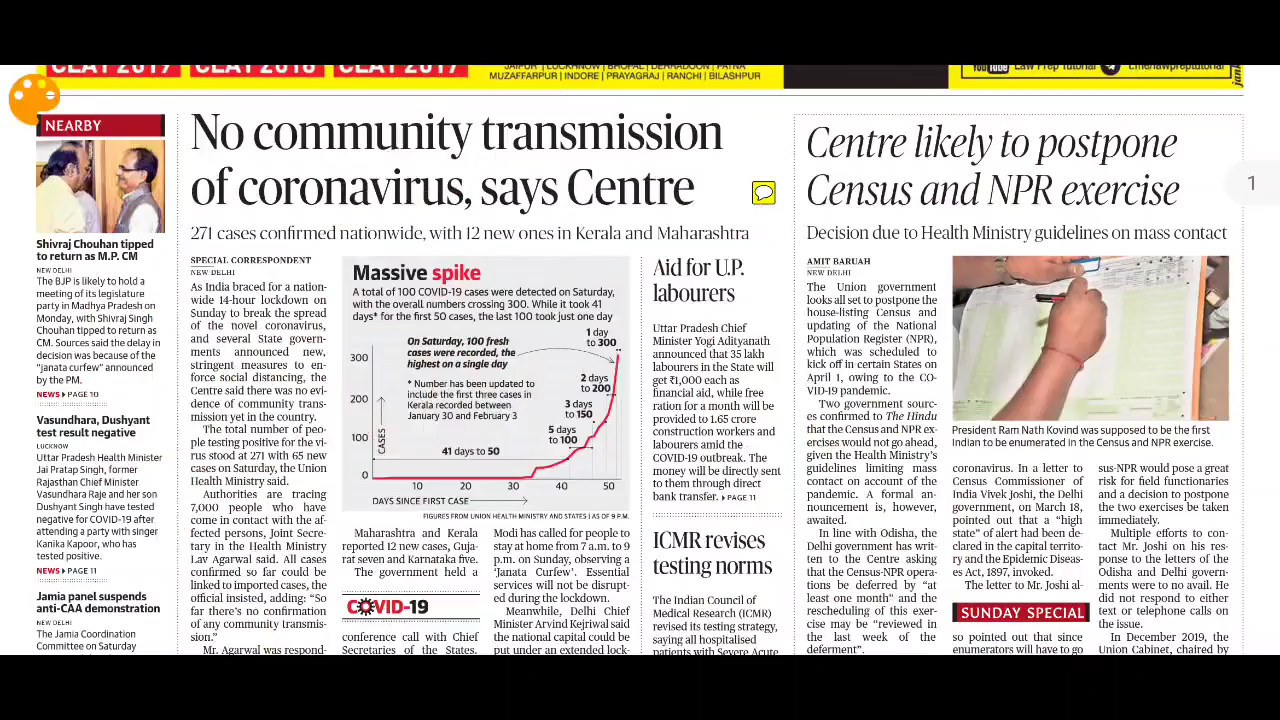 CLAT 2019 CLAT 2018 CLAT 2017
JAIPUR | LUCKNOW | BHOPAL | DEHRADUN | PATNA
MUZAFFARPUR | INDORE | PRAYAGRAJ | RANCHI | BILASHPUR
YouTube Law Prep Tutorial
NEARBY
Shivraj Chouhan tipped
to return as M.P. CM
NEW DELHI
The BJP is likely to hold a
meeting of its legislature
party in Madhya Pradesh on
Monday, with Shivraj Singh
Chouhan tipped to return as
CM. Sources said the delay in
decision was because of the
“janata curfew” announced
by the PM.
NEWS PAGE 10
Vasundhara, Dushyant
test result negative
LUCKNOW
Uttar Pradesh Health Minister
Jai Pratap Singh, former
Rajasthan Chief Minister
Vasundhara Raje and her son
Dushyant Singh have tested
negative for COVID-19 after
attending a party with singer
Kanika Kapoor, who has
tested positive.
NEWS PAGE 11
Jamia panel suspends
anti-CAA demonstration
NEW DELHI
The Jamia Coordination
Committee on Saturday
No community transmission
of coronavirus, says Centre
271 cases confirmed nationwide, with 12 new ones in Kerala and Maharashtra
SPECIAL CORRESPONDENT
NEW DELHI
As India braced for a nation-
wide 14-hour lockdown on
Sunday to break the spread
of the novel coronavirus,
and several State govern-
ments announced new,
stringent measures to en-
force social distancing, the
Centre said there was no evi-
dence of community trans-
mission yet in the country.
The total number of peo-
ple testing positive for the vi-
rus stood at 271 with 65 new
cases on Saturday, the Union
Health Ministry said.
Authorities are tracing
7,000 people who have
come in contact with the af-
fected persons, Joint Secre-
tary in the Health Ministry
Lav Agarwal said. All cases
confirmed so far could be
linked to imported cases, the
official insisted, adding: “So
far there’s no confirmation
of any community transmis-
sion.”
Mr. Agarwal was respond-
Massive spike
A total of 100 COVID-19 cases were detected on Saturday,
with the overall numbers crossing 300. While it took 41
days* for the first 50 cases, the last 100 took just one day
On Saturday, 100 fresh
cases were recorded, the
highest on a single day
* Number has been updated to
include the first three cases in
Kerala recorded between
January 30 and February 3
1 day
to 300
2 days
to 200
3 days
to 150
5 days
to 100
41 days to 50
300
200
100
0
CASES
10 20 30 40 50
DAYS SINCE FIRST CASE
FIGURES FROM UNION HEALTH MINISTRY AND STATES | AS OF 9 P.M.
Maharashtra and Kerala
reported 12 new cases, Guja-
rat seven and Karnataka five.
The government held a
COVID-19
conference call with Chief
Secretaries of the States.
Modi has called for people to
stay at home from 7 a.m. to 9
p.m. on Sunday, observing a
‘Janata Curfew’. Essential
services will not be disrupt-
ed during the lockdown.
Meanwhile, Delhi Chief
Minister Arvind Kejriwal said
the national capital could be
put under an extended lock-
Aid for U.P.
labourers
Uttar Pradesh Chief
Minister Yogi Adityanath
announced that 35 lakh
labourers in the State will
get ₹1,000 each as
financial aid, while free
ration for a month will be
provided to 1.65 crore
construction workers and
labourers amid the
COVID-19 outbreak. The
money will be directly sent
to them through direct
bank transfer. PAGE 11
ICMR revises
testing norms
The Indian Council of
Medical Research (ICMR)
revised its testing strategy,
saying all hospitalised
patients with Severe Acute
Centre likely to postpone
Census and NPR exercise
Decision due to Health Ministry guidelines on mass contact
AMIT BARUAH
NEW DELHI
The Union government
looks all set to postpone the
house-listing Census and
updating of the National
Population Register (NPR),
which was scheduled to
kick off in certain States on
April 1, owing to the CO-
VID-19 pandemic.
Two government sourc-
es confirmed to The Hindu
that the Census and NPR ex-
ercises would not go ahead,
given the Health Ministry’s
guidelines limiting mass
contact on account of the
pandemic. A formal an-
nouncement is, however,
awaited.
In line with Odisha, the
Delhi government has writ-
ten to the Centre asking
that the Census-NPR opera-
tions be deferred by “at
least one month” and the
rescheduling of this exer-
cise may be “reviewed in
the last week of the
deferment”.
President Ram Nath Kovind was supposed to be the first
Indian to be enumerated in the Census and NPR exercise.
coronavirus. In a letter to
Census Commissioner of
India Vivek Joshi, the Delhi
government, on March 18,
pointed out that a “high
state” of alert had been de-
clared in the capital territo-
ry and the Epidemic Diseas-
es Act, 1897, invoked.
The letter to Mr. Joshi al-
SUNDAY SPECIAL
so pointed out that since
enumerators will have to go
sus-NPR would pose a great
risk for field functionaries
and a decision to postpone
the two exercises be taken
immediately.
Multiple efforts to con-
tact Mr. Joshi on his res-
ponse to the letters of the
Odisha and Delhi govern-
ments were to no avail. He
did not respond to either
text or telephone calls on
the issue.
In December 2019, the
Union Cabinet, chaired by
1